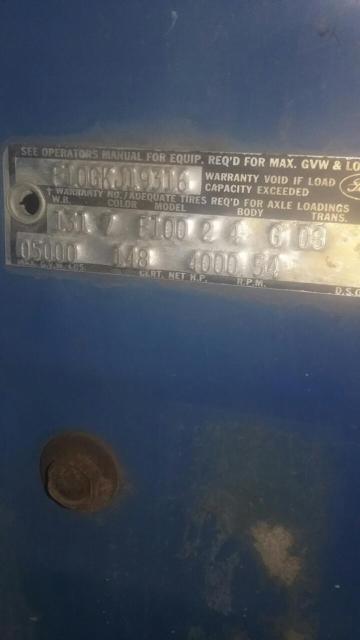 SEE OPERATORS MANUAL FOR EQUIP. REQ'D FOR MAX. GVW & LO
F10GKJ19316
WARRANTY VOID IF LOAD
CAPACITY EXCEEDED
† WARRANTY NO./ADEQUATE TIRES REQ'D FOR AXLE LOADINGS
W.B. COLOR MODEL BODY TRANS.
131 F100 2 4 G 03
05000 148 4000 54
G.V.W. LBS. CERT. NET H.P. R.P.M. D.S.O